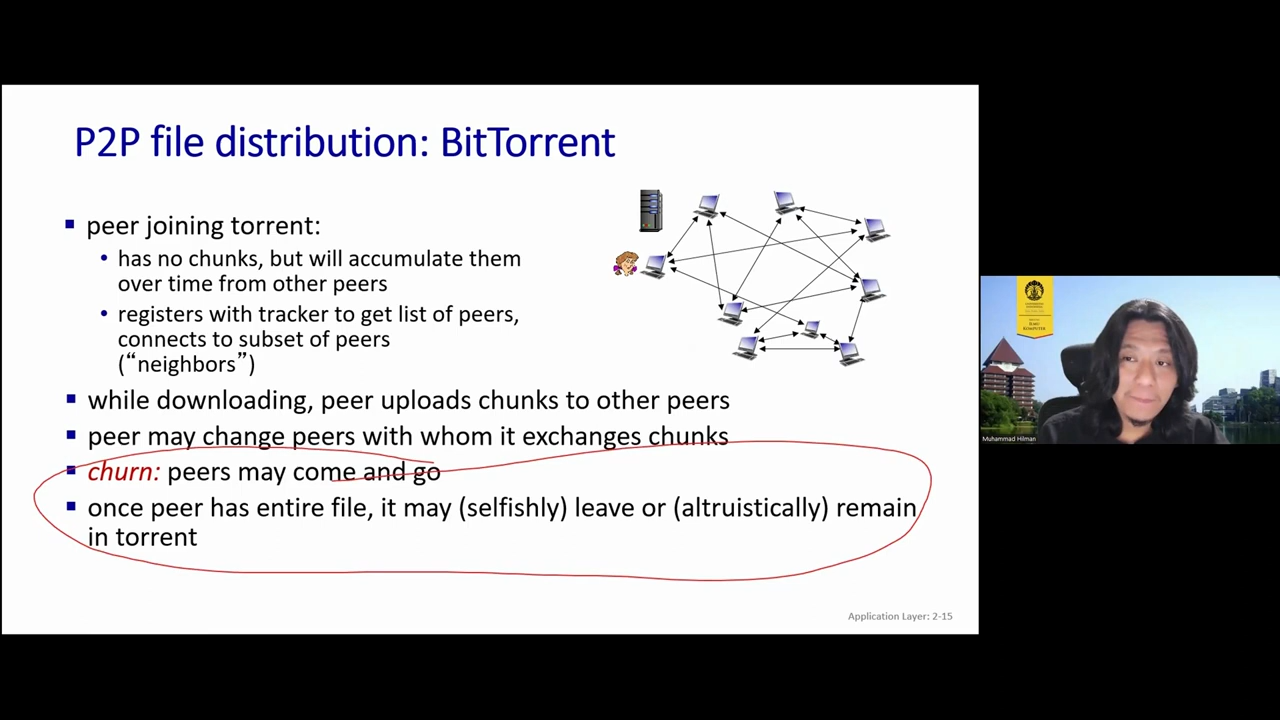 P2P file distribution: BitTorrent
▪ peer joining torrent:
• has no chunks, but will accumulate them
over time from other peers
• registers with tracker to get list of peers,
connects to subset of peers
(“neighbors”)
▪ while downloading, peer uploads chunks to other peers
▪ peer may change peers with whom it exchanges chunks
▪ churn: peers may come and go
▪ once peer has entire file, it may (selfishly) leave or (altruistically) remain
in torrent
Application Layer: 2-15
ILMU
KOMPUTER
Muhammad Hilman